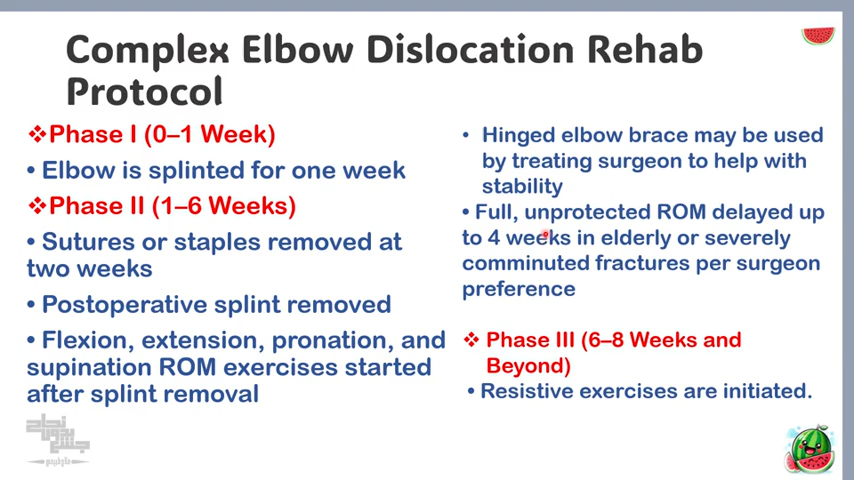 Complex Elbow Dislocation Rehab
Protocol
❖Phase I (0–1 Week)
• Elbow is splinted for one week
❖Phase II (1–6 Weeks)
• Sutures or staples removed at
two weeks
• Postoperative splint removed
• Flexion, extension, pronation, and
supination ROM exercises started
after splint removal
• Hinged elbow brace may be used
by treating surgeon to help with
stability
• Full, unprotected ROM delayed up
to 4 weeks in elderly or severely
comminuted fractures per surgeon
preference
❖ Phase III (6–8 Weeks and
Beyond)
• Resistive exercises are initiated.